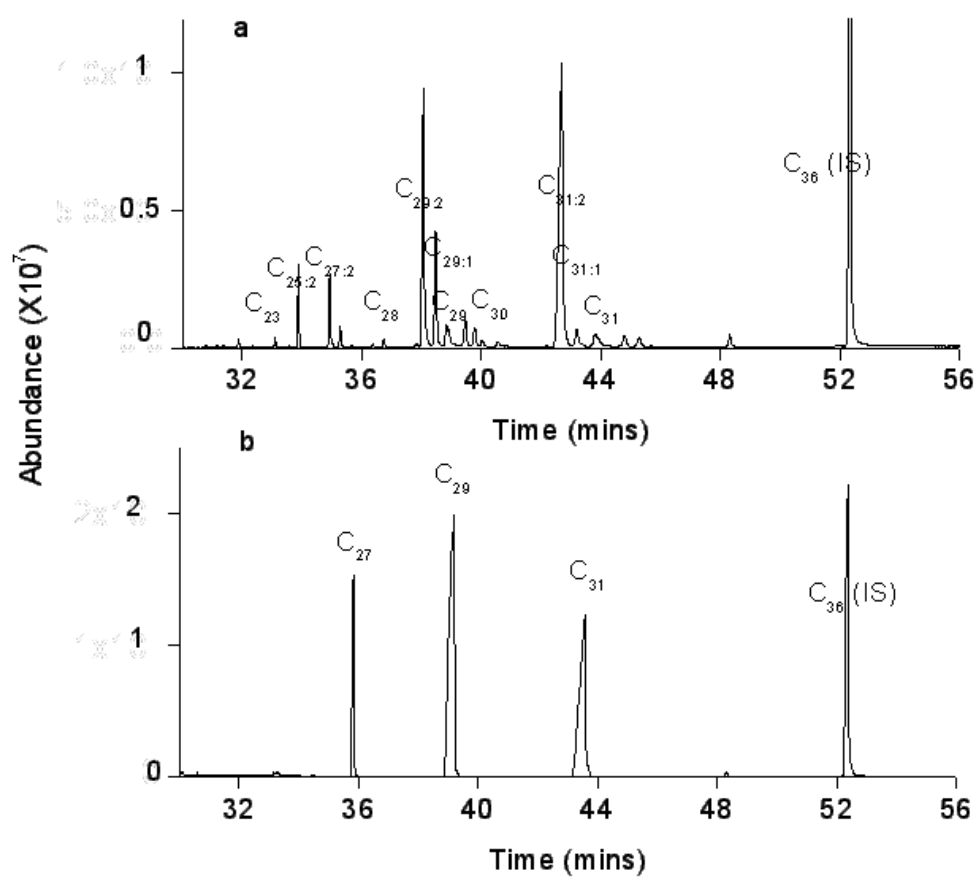 a
1
0.5
0
C36 (IS)
C29:2
C31:2
C25:2
C27:2
C29:1
C31:1
C23
C28
C29
C30
C31
32 36 40 44 48 52 56
Time (mins)
Abundance (X10⁷)
b
2
1
0
C27
C29
C31
C36 (IS)
32 36 40 44 48 52 56
Time (mins)